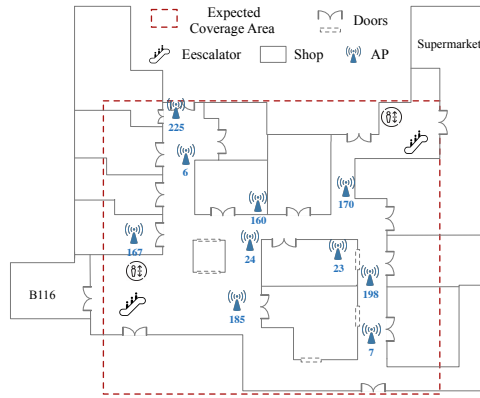 Expected
Coverage Area
Doors
Eescalator
Shop
AP
Supermarket
225
6
160
170
167
24
23
198
B116
185
7